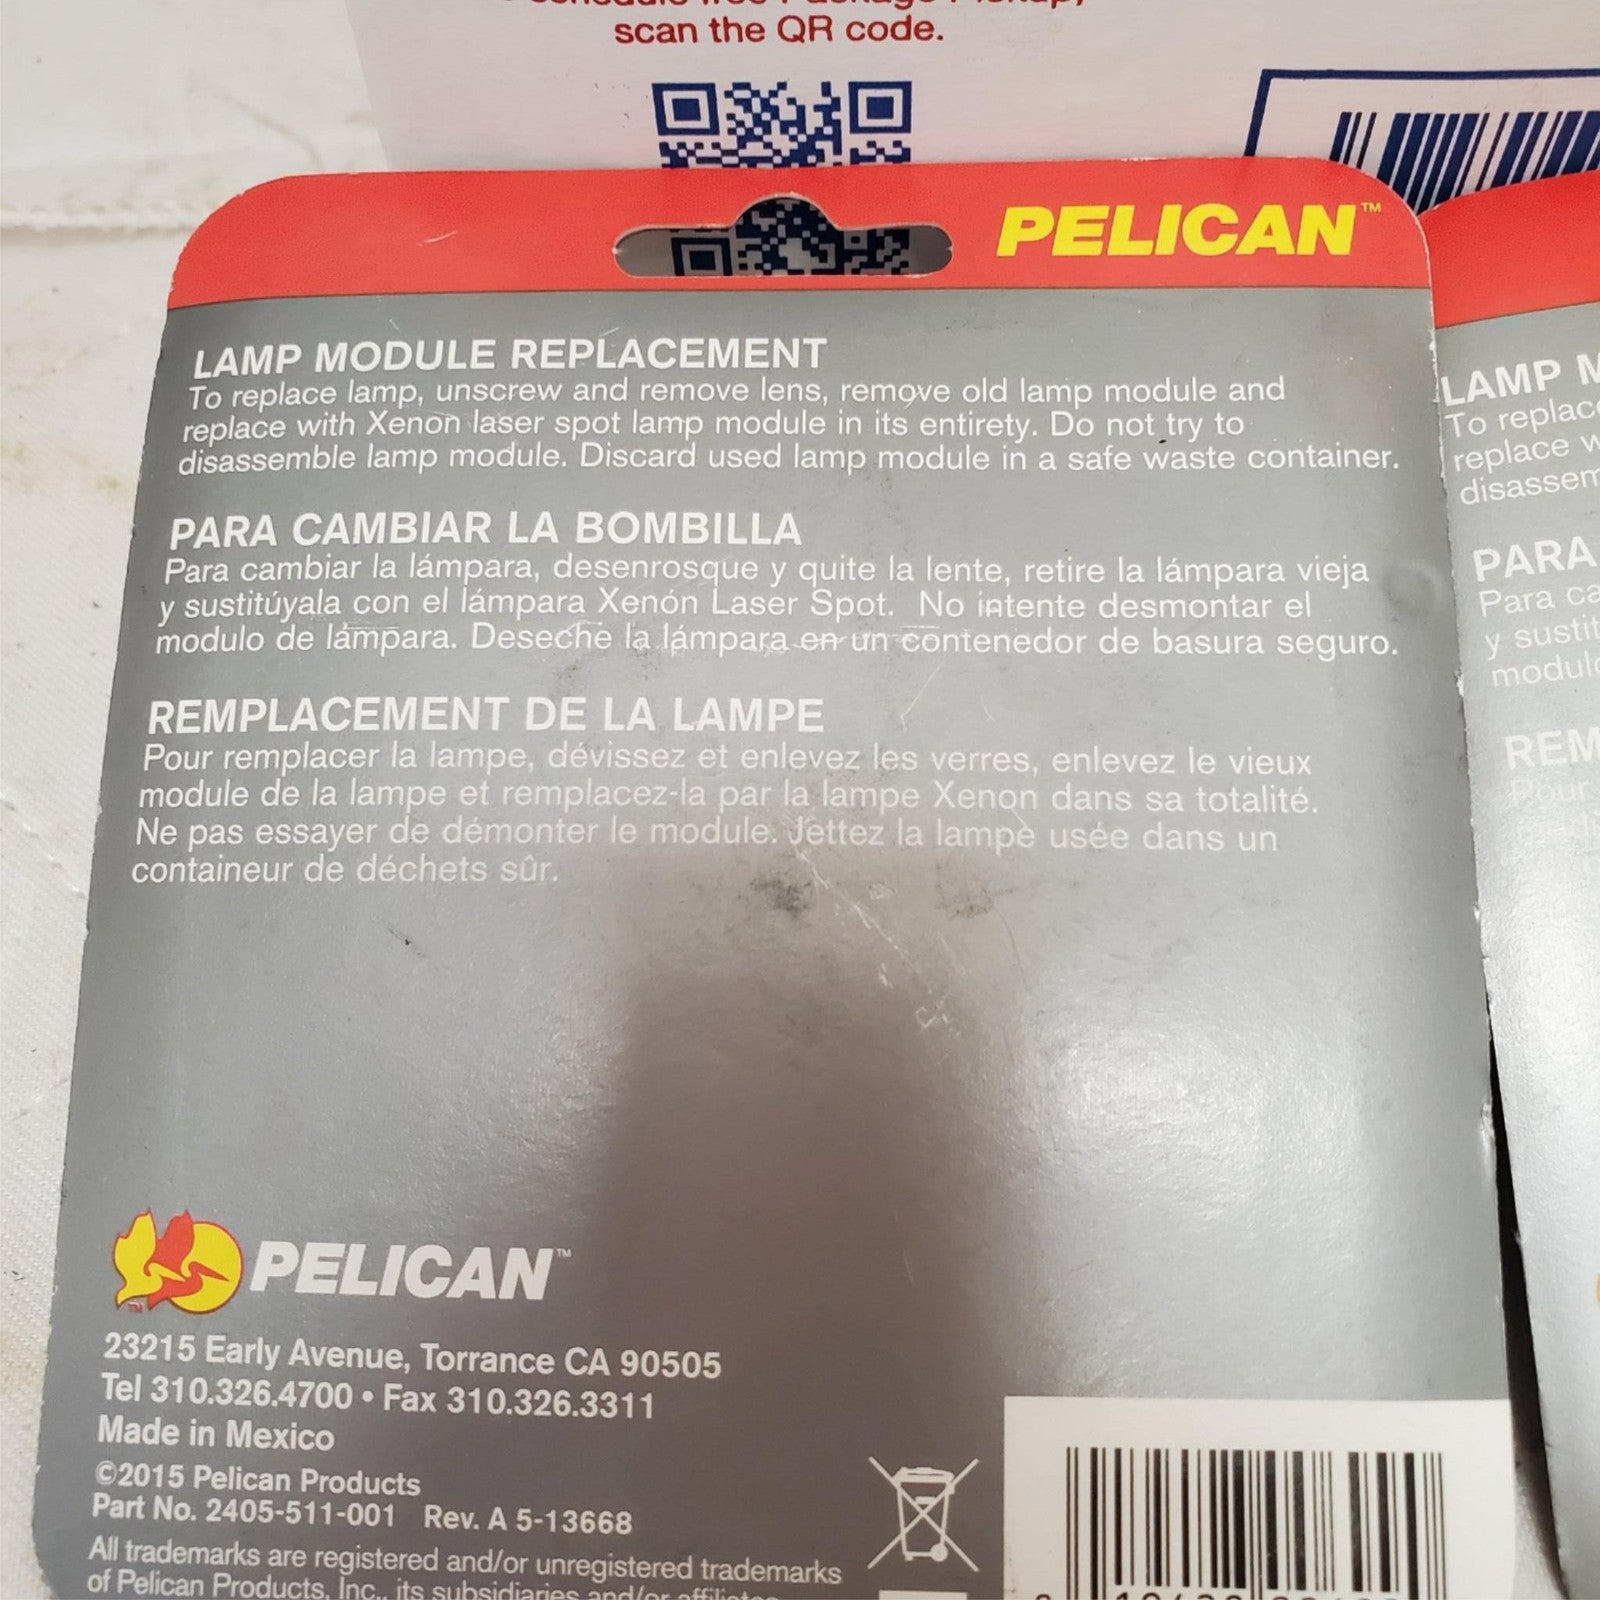 scan the QR code.
PELICAN™
LAMP MODULE REPLACEMENT
To replace lamp, unscrew and remove lens, remove old lamp module and
replace with Xenon laser spot lamp module in its entirety. Do not try to
disassemble lamp module. Discard used lamp module in a safe waste container.
PARA CAMBIAR LA BOMBILLA
Para cambiar la lámpara, desenrosque y quite la lente, retire la lámpara vieja
y sustitúyala con el lámpara Xenón Laser Spot. No intente desmontar el
modulo de lámpara. Deseche la lámpara en un contenedor de basura seguro.
REMPLACEMENT DE LA LAMPE
Pour remplacer la lampe, dévissez et enlevez les verres, enlevez le vieux
module de la lampe et remplacez-la par la lampe Xenon dans sa totalité.
Ne pas essayer de démonter le module. Jettez la lampe usée dans un
containeur de déchets sûr.
PELICAN™
23215 Early Avenue, Torrance CA 90505
Tel 310.326.4700 • Fax 310.326.3311
Made in Mexico
©2015 Pelican Products
Part No. 2405-511-001 Rev. A 5-13668
All trademarks are registered and/or unregistered trademarks
of Pelican Products, Inc., its subsidiaries and/or
LAMP
To
PARA
Para
y